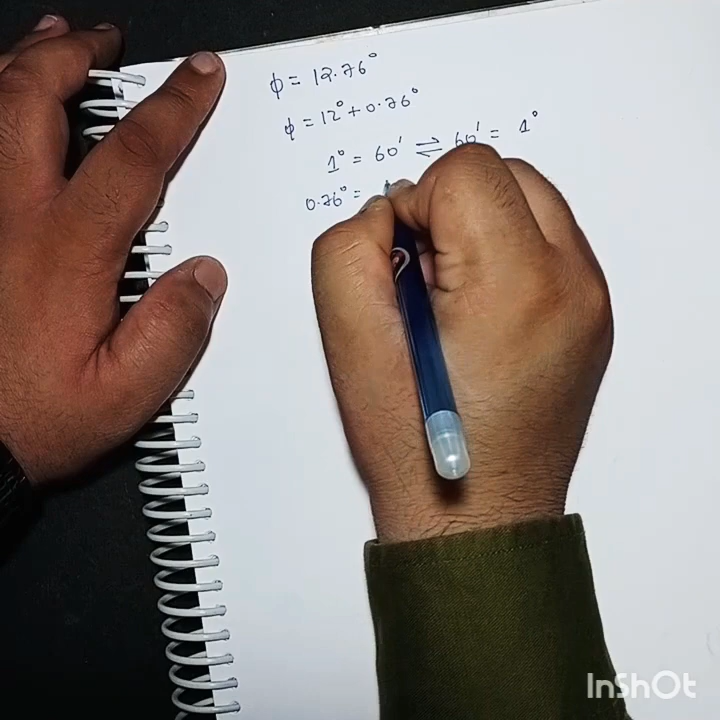 ϕ = 12.76°
ϕ = 12° + 0.76°
1° = 60' ⇌ 60' = 1°
0.76° =
InShOt